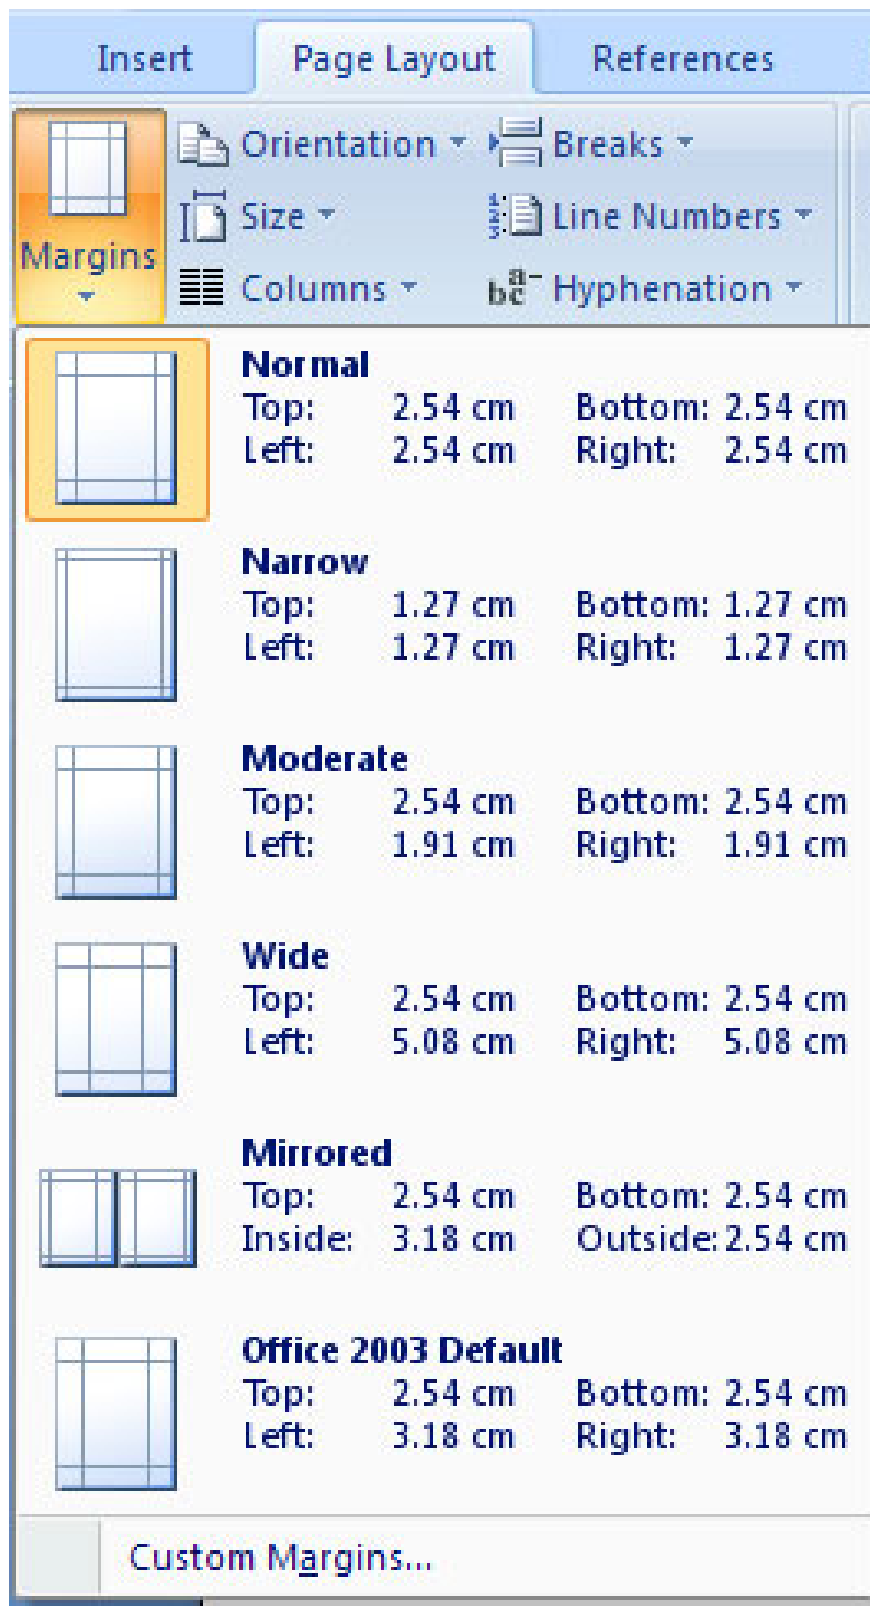 Insert Page Layout References
Margins
Orientation Breaks
Size Line Numbers
Columns Hyphenation
Normal
Top: 2.54 cm Bottom: 2.54 cm
Left: 2.54 cm Right: 2.54 cm
Narrow
Top: 1.27 cm Bottom: 1.27 cm
Left: 1.27 cm Right: 1.27 cm
Moderate
Top: 2.54 cm Bottom: 2.54 cm
Left: 1.91 cm Right: 1.91 cm
Wide
Top: 2.54 cm Bottom: 2.54 cm
Left: 5.08 cm Right: 5.08 cm
Mirrored
Top: 2.54 cm Bottom: 2.54 cm
Inside: 3.18 cm Outside: 2.54 cm
Office 2003 Default
Top: 2.54 cm Bottom: 2.54 cm
Left: 3.18 cm Right: 3.18 cm
Custom Margins...